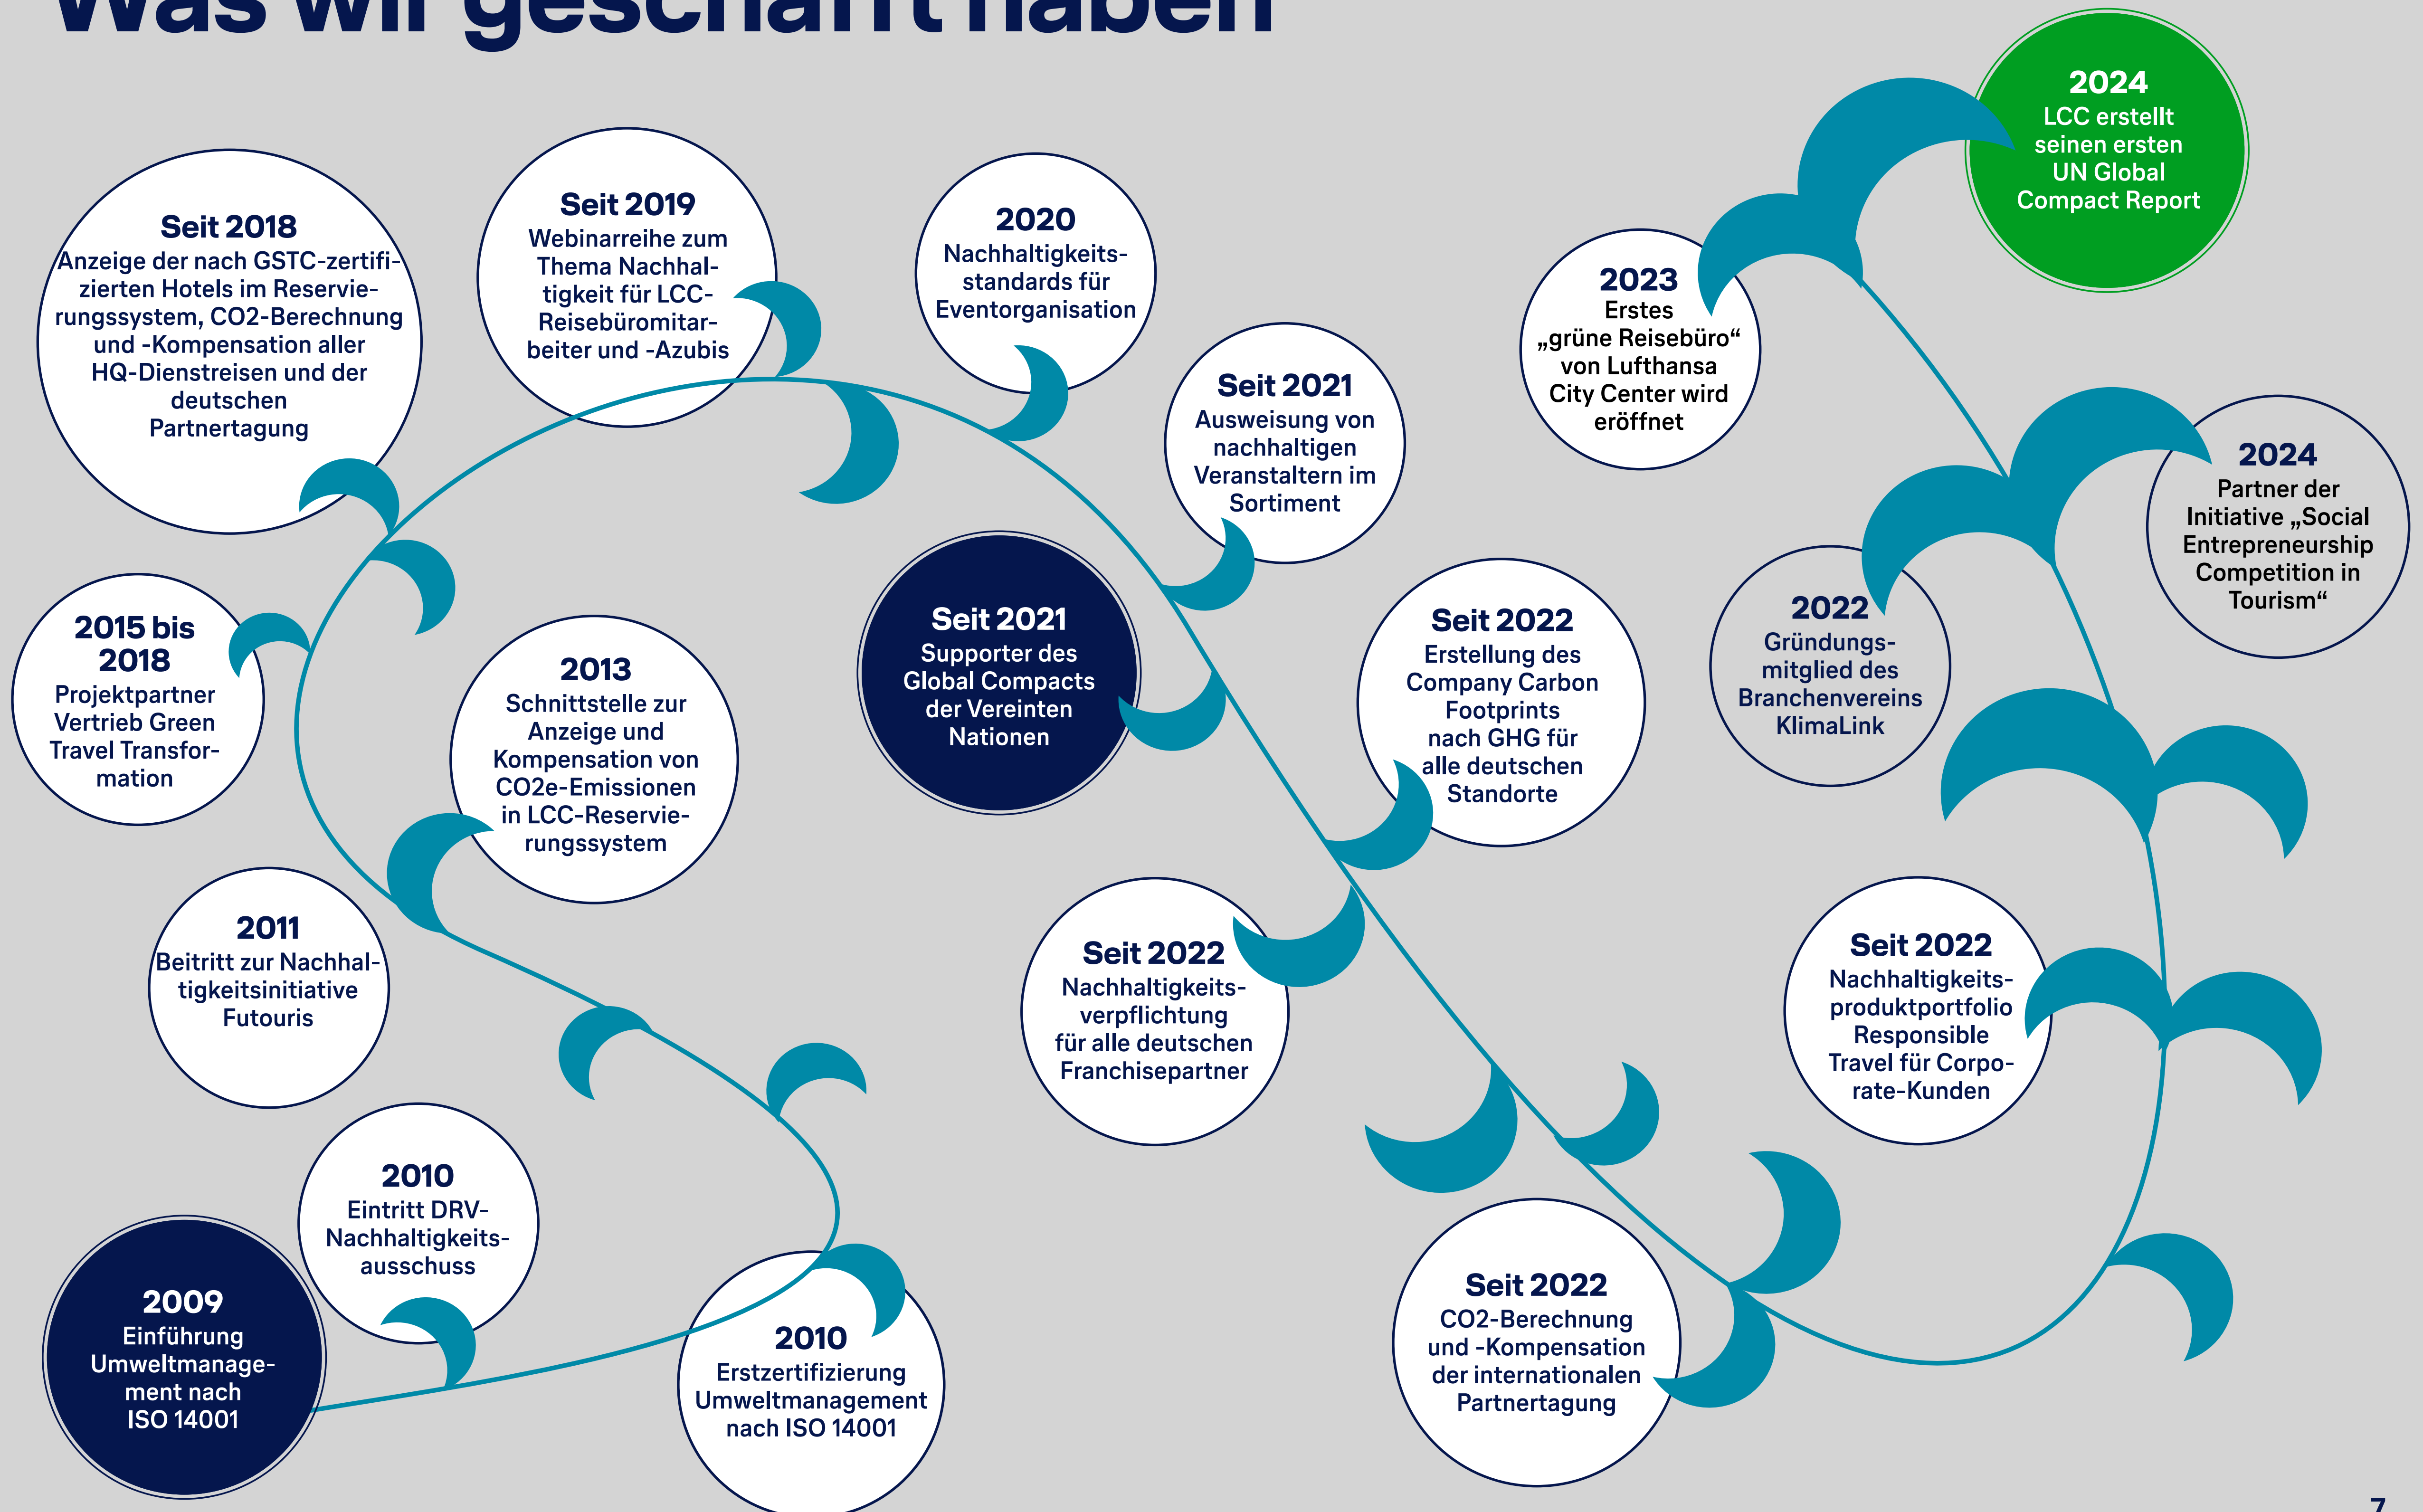 Was wir geschafft haben
2024
LCC erstellt
seinen ersten
UN Global
Compact Report
Seit 2018
Anzeige der nach GSTC-zertifi-
zierten Hotels im Reservie-
rungssystem, CO2-Berechnung
und -Kompensation aller
HQ-Dienstreisen und der
deutschen
Partnertagung
Seit 2019
Webinarreihe zum
Thema Nachhal-
tigkeit für LCC-
Reisebüromitar-
beiter und -Azubis
2020
Nachhaltigkeits-
standards für
Eventorganisation
Seit 2021
Ausweisung von
nachhaltigen
Veranstaltern im
Sortiment
2023
Erstes
„grüne Reisebüro“
von Lufthansa
City Center wird
eröffnet
2024
Partner der
Initiative „Social
Entrepreneurship
Competition in
Tourism“
2015 bis
2018
Projektpartner
Vertrieb Green
Travel Transfor-
mation
2013
Schnittstelle zur
Anzeige und
Kompensation von
CO2e-Emissionen
in LCC-Reservie-
rungssystem
Seit 2021
Supporter des
Global Compacts
der Vereinten
Nationen
Seit 2022
Erstellung des
Company Carbon
Footprints
nach GHG für
alle deutschen
Standorte
2022
Gründungs-
mitglied des
Branchenvereins
KlimaLink
2011
Beitritt zur Nachhal-
tigkeitsinitiative
Futouris
Seit 2022
Nachhaltigkeits-
verpflichtung
für alle deutschen
Franchisepartner
Seit 2022
Nachhaltigkeits-
produktportfolio
Responsible
Travel für Corpo-
rate-Kunden
2010
Eintritt DRV-
Nachhaltigkeits-
ausschuss
2009
Einführung
Umweltmanage-
ment nach
ISO 14001
2010
Erstzertifizierung
Umweltmanagement
nach ISO 14001
Seit 2022
CO2-Berechnung
und -Kompensation
der internationalen
Partnertagung
7